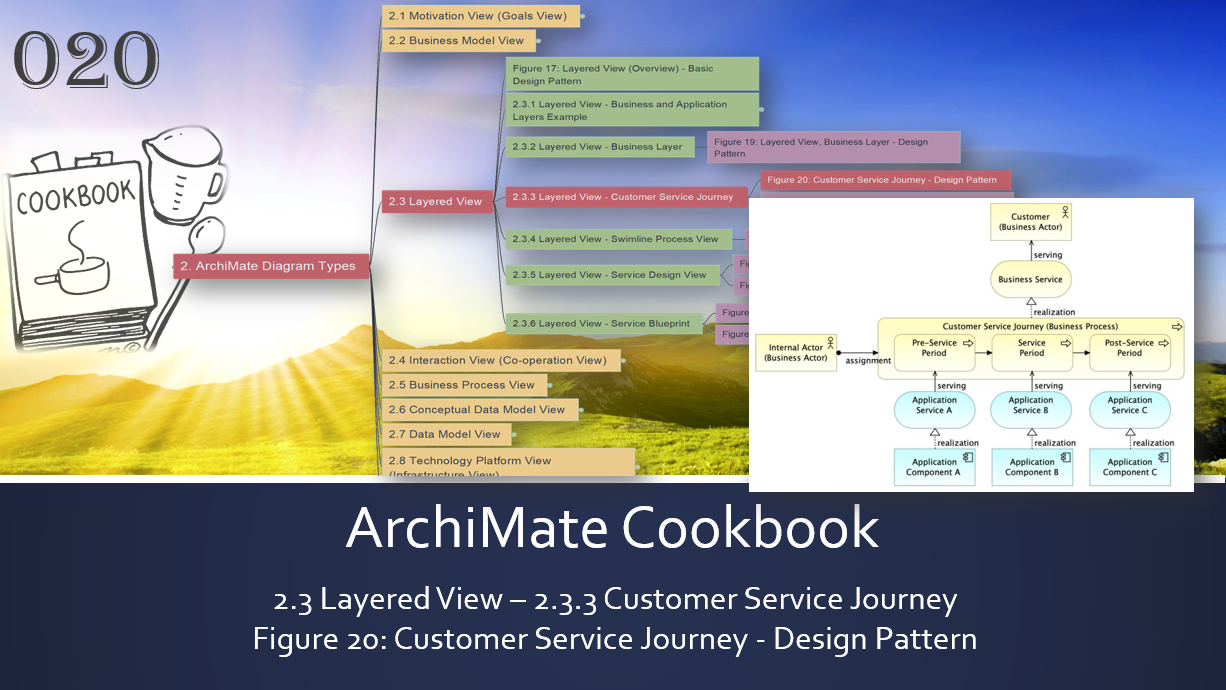 020
COOKBOOK
2. ArchiMate Diagram Types
2.1 Motivation View (Goals View)
2.2 Business Model View
2.3 Layered View
Figure 17: Layered View (Overview) - Basic
Design Pattern
2.3.1 Layered View - Business and Application
Layers Example
2.3.2 Layered View - Business Layer
Figure 19. Layered View, Business Layer - Design
Pattern
2.3.3 Layered View - Customer Service Journey
Figure 20: Customer Service Journey - Design Pattern
2.3.4 Layered View - Swimline Process View
2.3.5 Layered View - Service Design View
2.3.6 Layered View - Service Blueprint
Figure
Figure
2.4 Interaction View (Co-operation View)
2.5 Business Process View
2.6 Conceptual Data Model View
2.7 Data Model View
2.8 Technology Platform View
(Infrastructure View)
Customer
(Business Actor)
serving
Business Service
realization
Customer Service Journey (Business Process)
Internal Actor
(Business Actor)
assignment
Pre-Service
Period
Service
Period
Post-Service
Period
serving
serving
serving
Application
Service A
Application
Service B
Application
Service C
realization
realization
realization
Application
Component A
Application
Component B
Application
Component C
ArchiMate Cookbook
2.3 Layered View – 2.3.3 Customer Service Journey
Figure 20: Customer Service Journey - Design Pattern